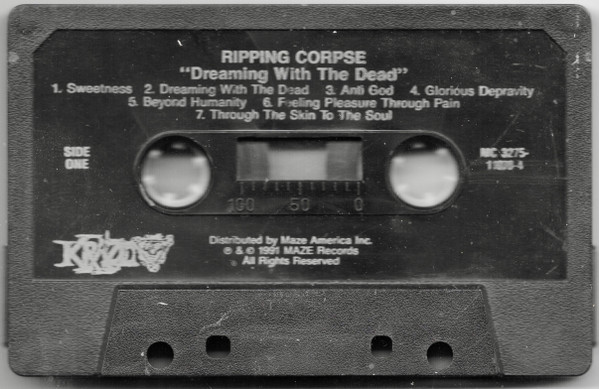 RIPPING CORPSE
"Dreaming With The Dead"
1. Sweetness 2. Dreaming With The Dead 3. Anti God 4. Glorious Depravity
5. Beyond Humanity 6. Feeling Pleasure Through Pain
7. Through The Skin To The Soul
SIDE
ONE
MC 3275-
100 50 0
Distributed by Maze America Inc.
℗ & © 1991 MAZE Records
All Rights Reserved